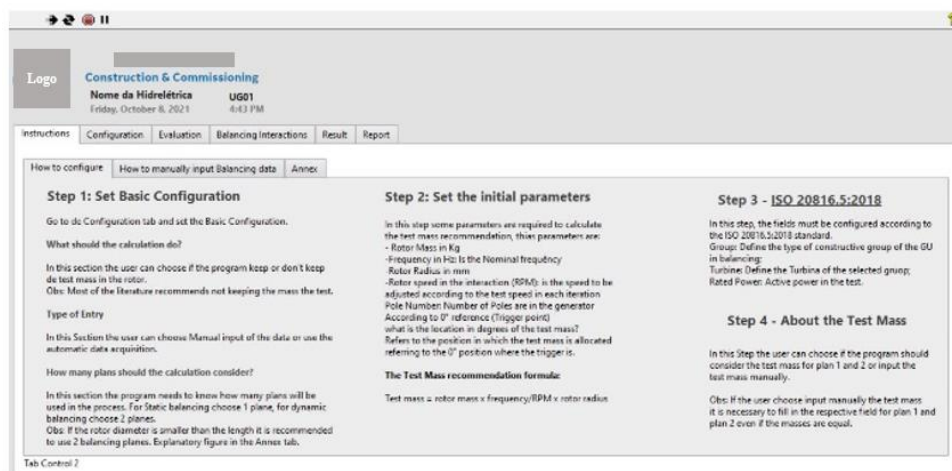 Logo
Construction & Commissioning
Nome da Hidrelétrica UG01
Friday, October 8, 2021 4:43 PM
Instructions Configuration Evaluation Balancing Interactions Result Report
How to configure How to manually input Balancing data Annex
Step 1: Set Basic Configuration
Go to de Configuration tab and set the Basic Configuration.
What should the calculation do?
In this section the user can choose if the program keep or don't keep
de test mass in the rotor.
Obs: Most of the literature recommends not keeping the mass the test.
Type of Entry
In this Section the user can choose Manual input of the data or use the
automatic data acquisition.
How many plans should the calculation consider?
In this section the program needs to know how many plans will be
used in the process. For Static balancing choose 1 plane, for dynamic
balancing choose 2 planes.
Obs: If the rotor diameter is smaller than the length it is recommended
to use 2 balancing planes. Explanatory figure in the Annex tab.
Step 2: Set the initial parameters
In this step some parameters are required to calculate
the test mass recommendation, thias parameters are:
- Rotor Mass in Kg
-Frequency in Hz: Is the Nominal frequêncy
-Rotor Radius in mm
-Rotor speed in the interaction (RPM): is the speed to be
adjusted according to the test speed in each iteration
Pole Number: Number of Poles are in the generator
According to 0° reference (Trigger point)
what is the location in degrees of the test mass?
Refers to the position in which the test mass is allocated
referring to the 0° position where the trigger is.
The Test Mass recommendation formula:
Test mass = rotor mass x frequency/RPM x rotor radius
Step 3 - ISO 20816.5:2018
In this step, the fields must be configured according to
the ISO 20816.5:2018 standard.
Group: Define the type of constructive group of the GU
in balancing;
Turbine: Define the Turbina of the selected gruop;
Rated Power: Active power in the test.
Step 4 - About the Test Mass
In this Step the user can choose if the program should
consider the test mass for plan 1 and 2 or input the
test mass manually.
Obs: If the user choose input manually the test mass
it is necessary to fill in the respective field for plan 1 and
plan 2 even if the masses are equal.
Tab Control 2